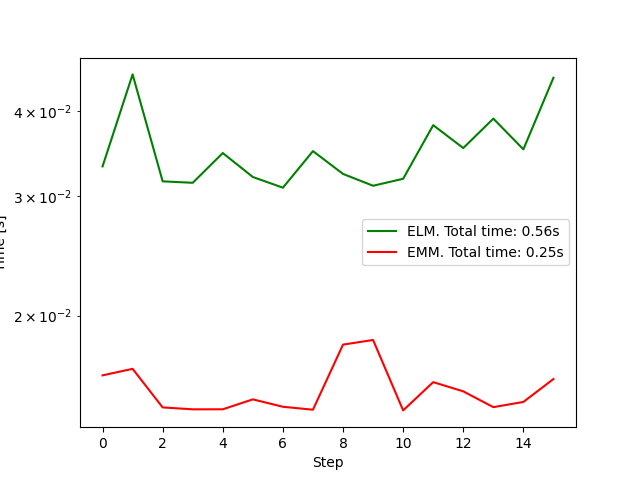 4 × 10⁻²
3 × 10⁻²
2 × 10⁻²
Time [s]
ELM. Total time: 0.56s
EMM. Total time: 0.25s
0 2 4 6 8 10 12 14
Step